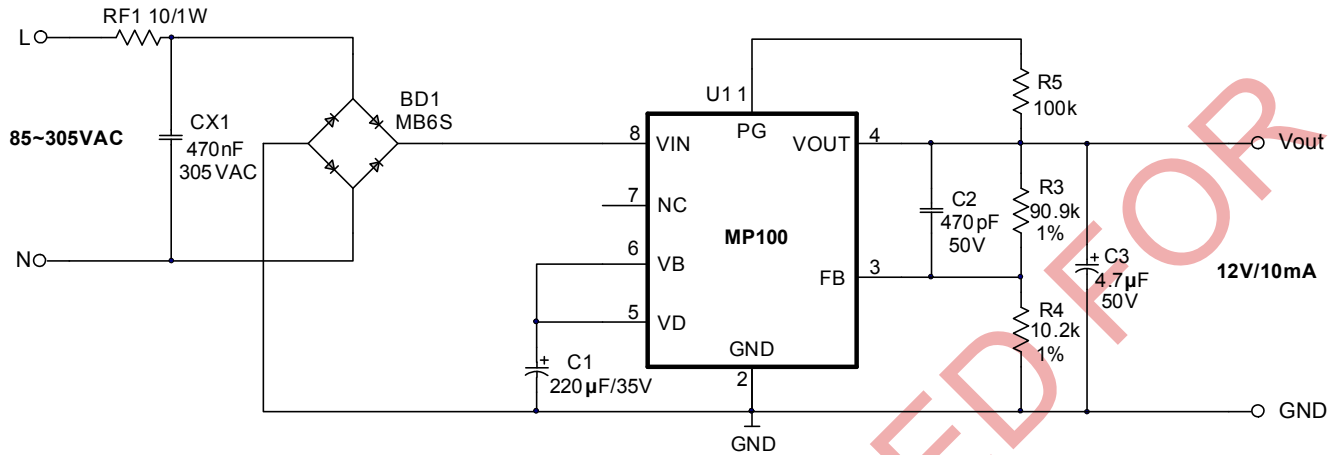 RF1 10/1W
L
85~305VAC
CX1
470nF
305VAC
N
BD1
MB6S
U1 1
PG
8
VIN
7
NC
6
VB
5
VD
MP100
VOUT
4
FB
3
GND
2
GND
C1
220µF/35V
+
R5
100k
C2
470pF
50V
R3
90.9k
1%
R4
10.2k
1%
+ C3
4.7µF
50V
Vout
12V/10mA
GND
ED FOR